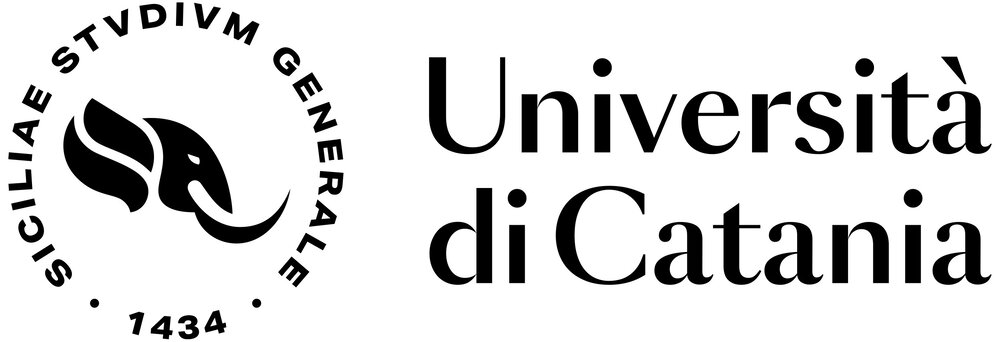 SICILIAE STVDIVM GENERALE
· 1434 ·
Università
di Catania